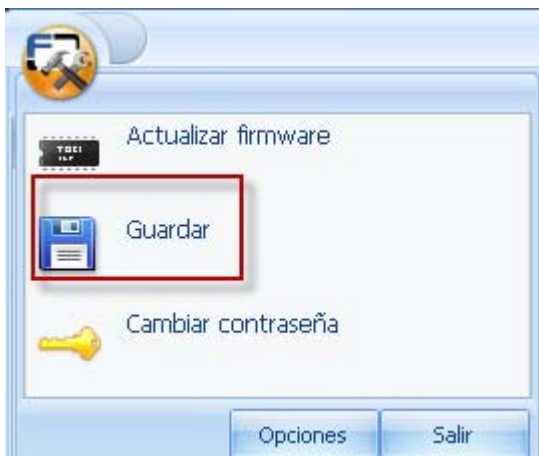 Actualizar firmware
Guardar
Cambiar contraseña
Opciones
Salir